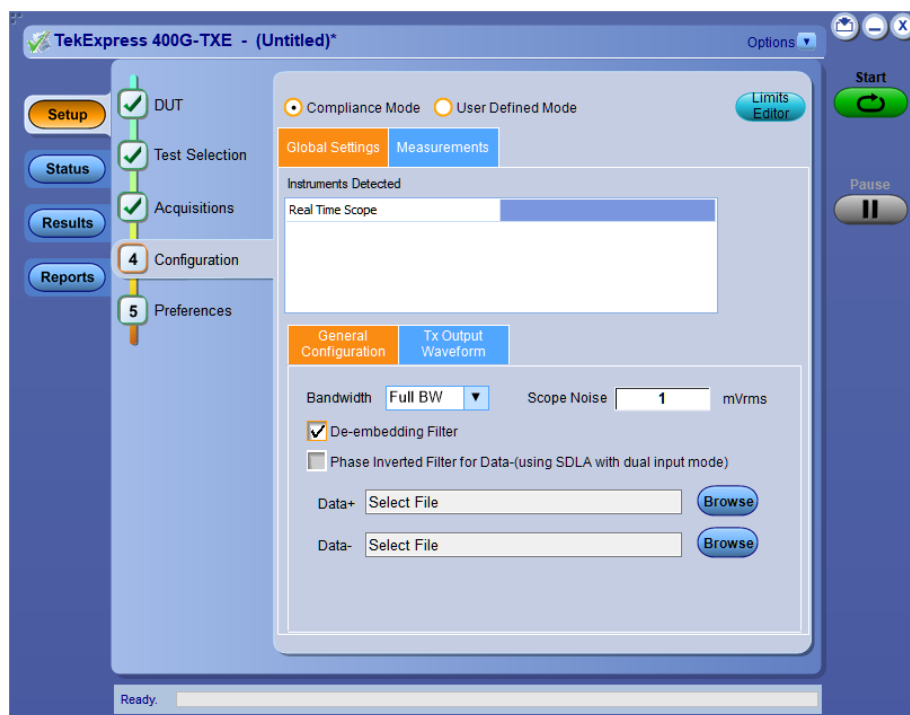 TekExpress 400G-TXE - (Untitled)*
Options
Start
Pause
Setup
Status
Results
Reports
DUT
Test Selection
Acquisitions
4 Configuration
5 Preferences
Compliance Mode
User Defined Mode
Limits
Editor
Global Settings
Measurements
Instruments Detected
Real Time Scope
General
Configuration
Tx Output
Waveform
Bandwidth Full BW
Scope Noise 1 mVrms
De-embedding Filter
Phase Inverted Filter for Data-(using SDLA with dual input mode)
Data+ Select File Browse
Data- Select File Browse
Ready.